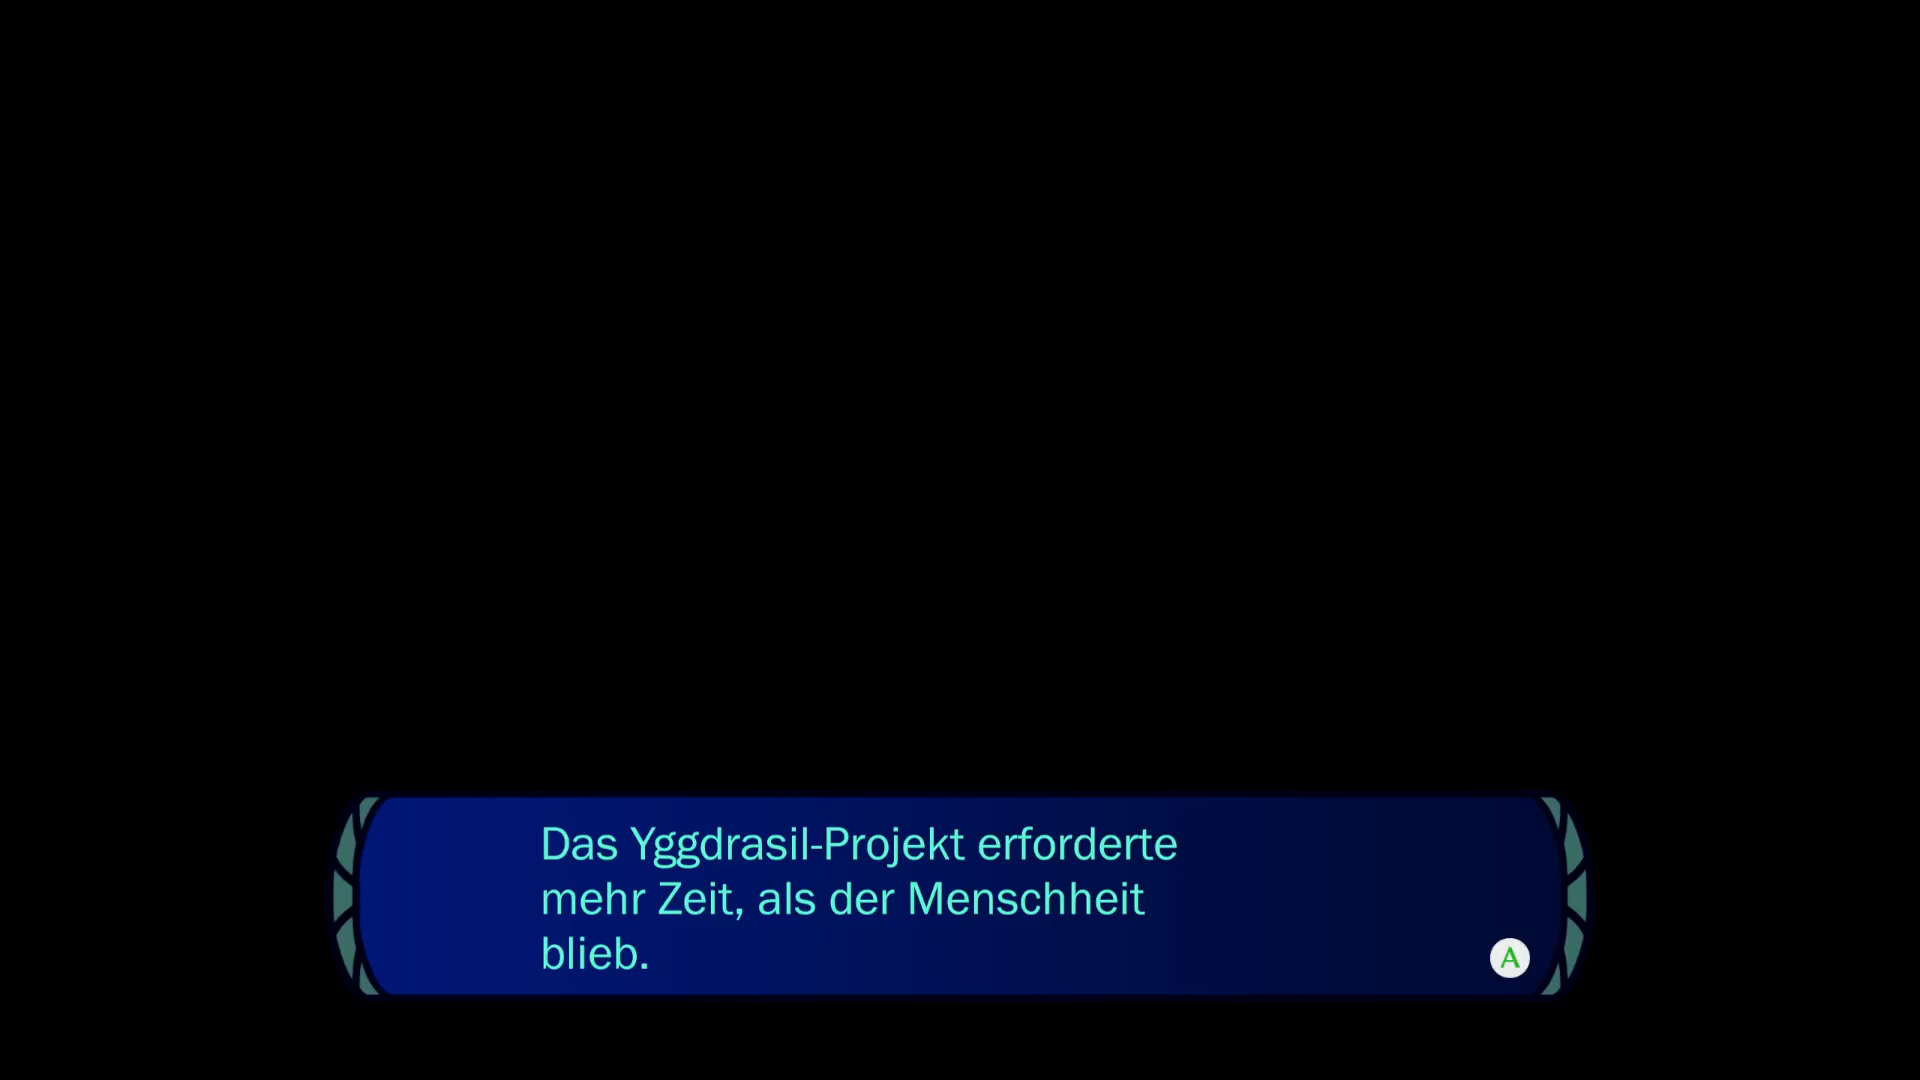 Das Yggdrasil-Projekt erforderte
mehr Zeit, als der Menschheit
blieb.
A